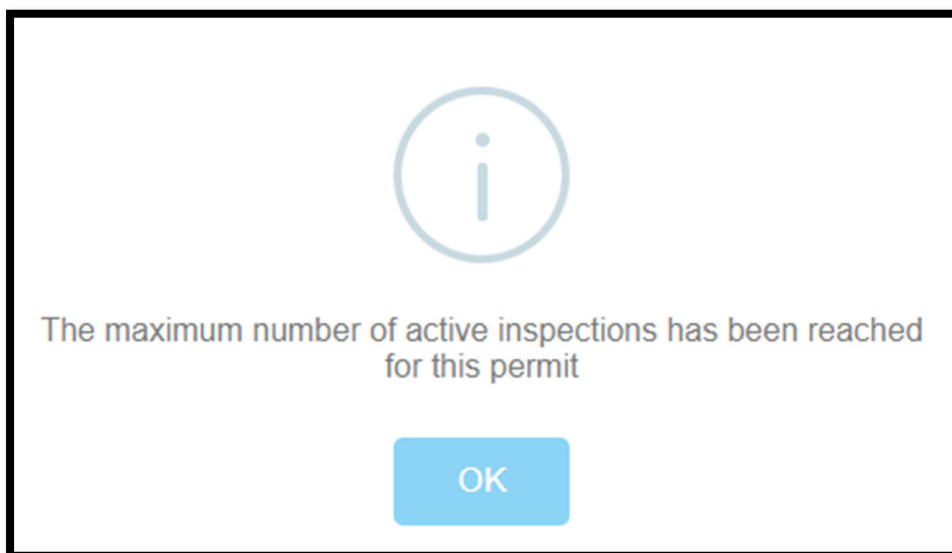 The maximum number of active inspections has been reached
for this permit
OK